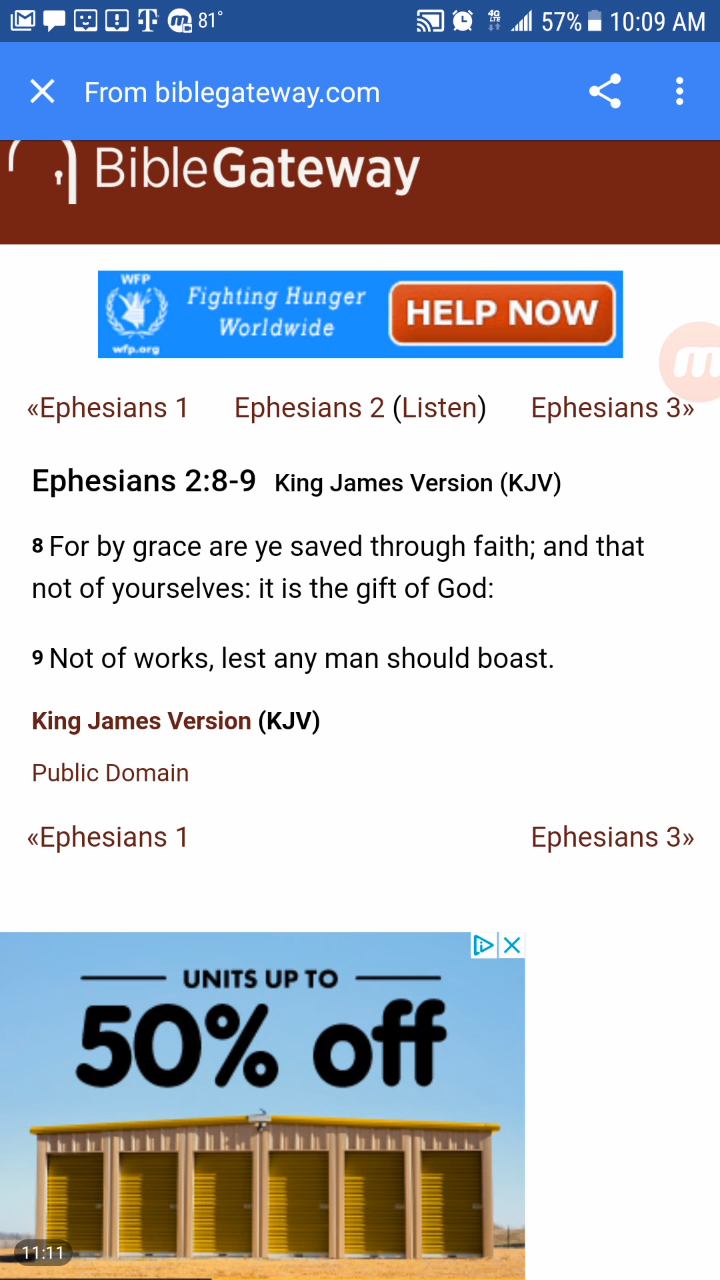 81° 57% 10:09 AM
From biblegateway.com
BibleGateway
WFP
Fighting Hunger
Worldwide
wfp.org
HELP NOW
«Ephesians 1 Ephesians 2 (Listen) Ephesians 3»
Ephesians 2:8-9 King James Version (KJV)
8 For by grace are ye saved through faith; and that
not of yourselves: it is the gift of God:
9 Not of works, lest any man should boast.
King James Version (KJV)
Public Domain
«Ephesians 1 Ephesians 3»
UNITS UP TO
50% off
11:11